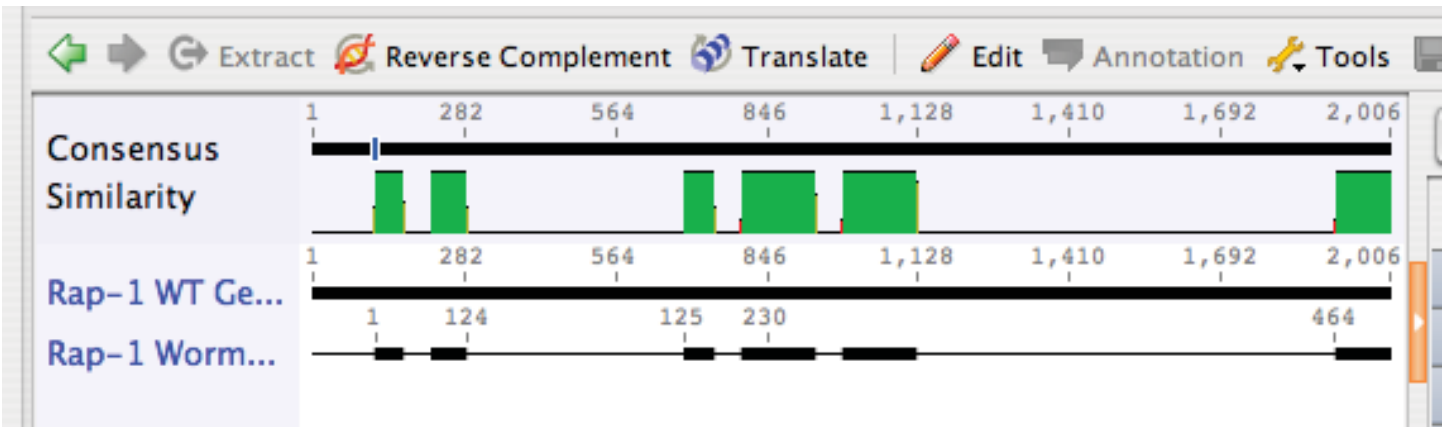 Extract Reverse Complement Translate Edit Annotation Tools
1 282 564 846 1,128 1,410 1,692 2,006
Consensus
Similarity
1 282 564 846 1,128 1,410 1,692 2,006
Rap-1 WT Ge...
1 124 125 230 464
Rap-1 Worm...